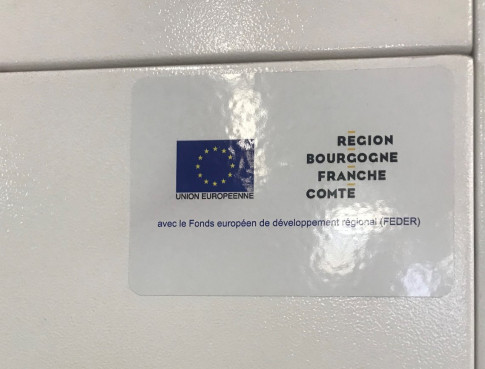 UNION EUROPEENNE
REGION
BOURGOGNE
FRANCHE
COMTE
avec le Fonds européen de développement régional (FEDER)